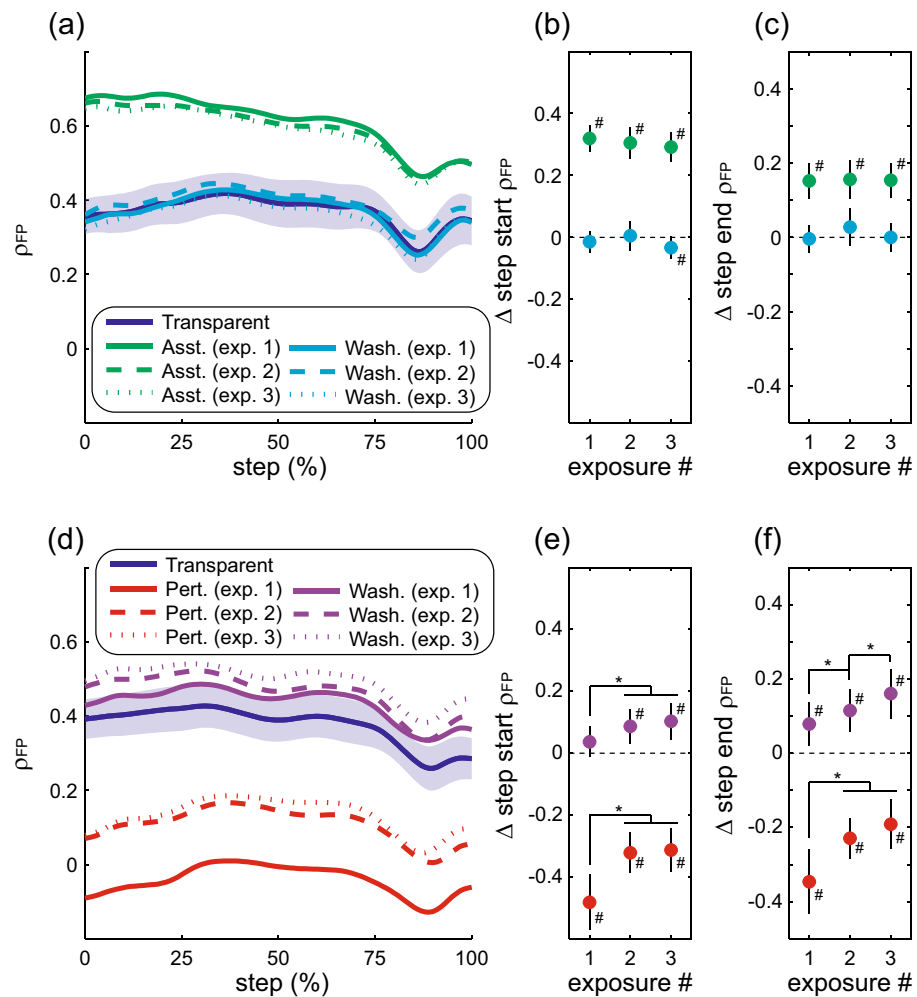 (a)
(b)
(c)
0.6
0.4
0.2
0
ρFP
Transparent
Asst. (exp. 1)
Wash. (exp. 1)
Asst. (exp. 2)
Wash. (exp. 2)
Asst. (exp. 3)
Wash. (exp. 3)
0
25
50
75
100
step (%)
Δ step start ρFP
0.4
0.2
0
-0.2
-0.4
# # #
#
1 2 3
exposure #
Δ step end ρFP
0.4
0.2
0
-0.2
-0.4
# # #
1 2 3
exposure #
(d)
(e)
(f)
Transparent
Pert. (exp. 1)
Wash. (exp. 1)
Pert. (exp. 2)
Wash. (exp. 2)
Pert. (exp. 3)
Wash. (exp. 3)
0.6
0.4
0.2
0
ρFP
0
25
50
75
100
step (%)
Δ step start ρFP
0.4
0.2
0
-0.2
-0.4
*
# #
*
# # #
1 2 3
exposure #
Δ step end ρFP
0.4
0.2
0
-0.2
-0.4
* *
# # #
*
# # #
1 2 3
exposure #